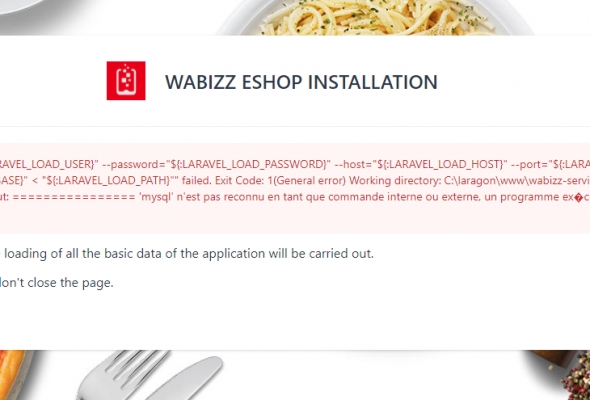 WABIZZ ESHOP INSTALLATION
RAVEL_LOAD_USER}" --password="${:LARAVEL_LOAD_PASSWORD}" --host="${:LARAVEL_LOAD_HOST}" --port="${:LARA
BASE}" < "${:LARAVEL_LOAD_PATH}"" failed. Exit Code: 1(General error) Working directory: C:\laragon\www\wabizz-servi
ut: ================ 'mysql' n'est pas reconnu en tant que commande interne ou externe, un programme ex�c
loading of all the basic data of the application will be carried out.
don't close the page.